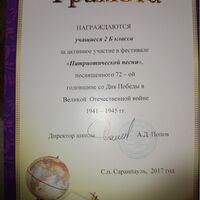 Грамота
НАГРАЖДАЮТСЯ
учащиеся 2 Б класса
за активное участие в фестивале
«Патриотической песни»,
посвященного 72 – ой
годовщине со Дня Победы в
Великой Отечественной войне
1941 – 1945 гг.
Директор школы А.Д. Попов
С.п. Саранпауль, 2017 год